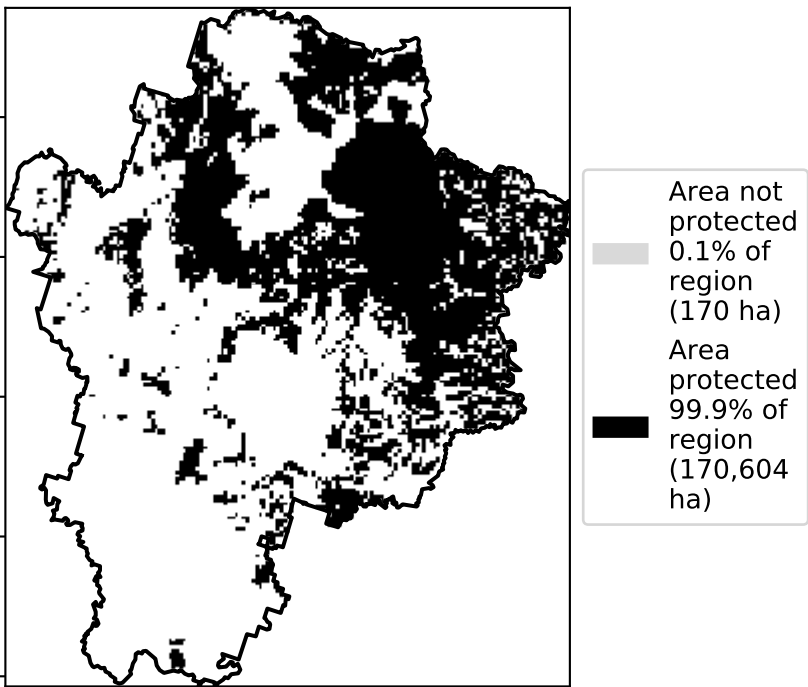 Area not
protected
0.1% of
region
(170 ha)
Area
protected
99.9% of
region
(170,604
ha)